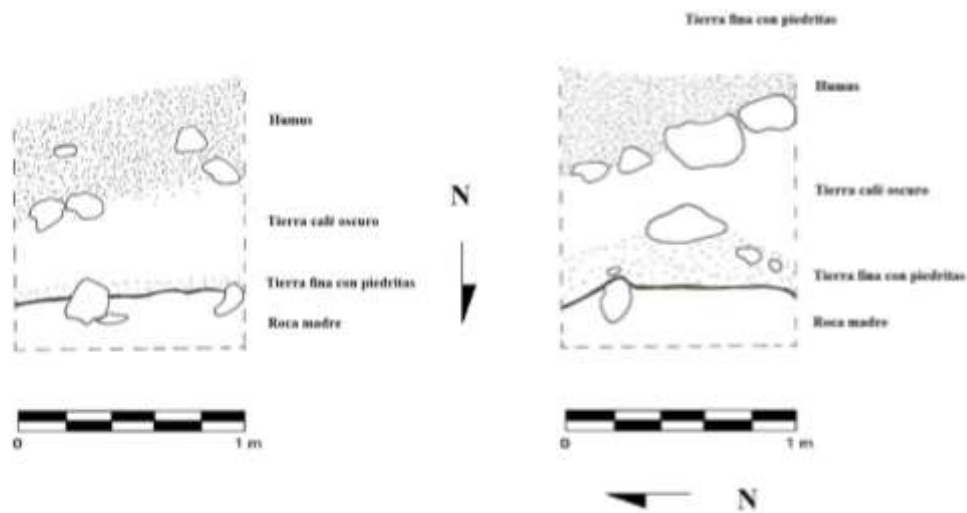 Tierra fina con piedritas
Humus
Tierra café oscuro
Tierra fina con piedritas
Roca madre
N
Humus
Tierra café oscuro
Tierra fina con piedritas
Roca madre
0 1 m
0 1 m
N